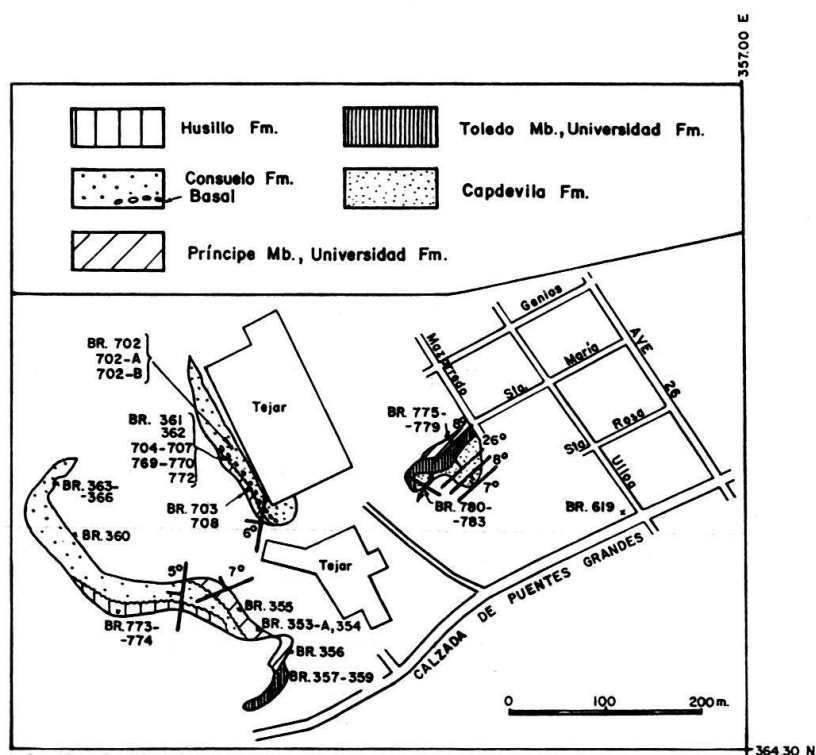 357.00 E
Husillo Fm.
Toledo Mb., Universidad Fm.
Consuelo Fm.
Basal
Capdevila Fm.
Príncipe Mb., Universidad Fm.
Genios
BR. 702
702-A
702-B
Mazarredo
María
AVE
26
Tejar
Sta.
BR. 361
362
704-707
769-770
772
BR. 775-
-779
8°
26°
8°
7°
Rosa
Sta.
Ulloa
BR. 363-
-366
BR. 703
708
6°
BR. 780-
-783
BR. 619
BR. 360
Tejar
5°
7°
BR. 355
BR. 353-A, 354
BR. 773-
-774
BR. 356
BR. 357-359
CALZADA DE PUENTES GRANDES
0 100 200 m.
364.30 N